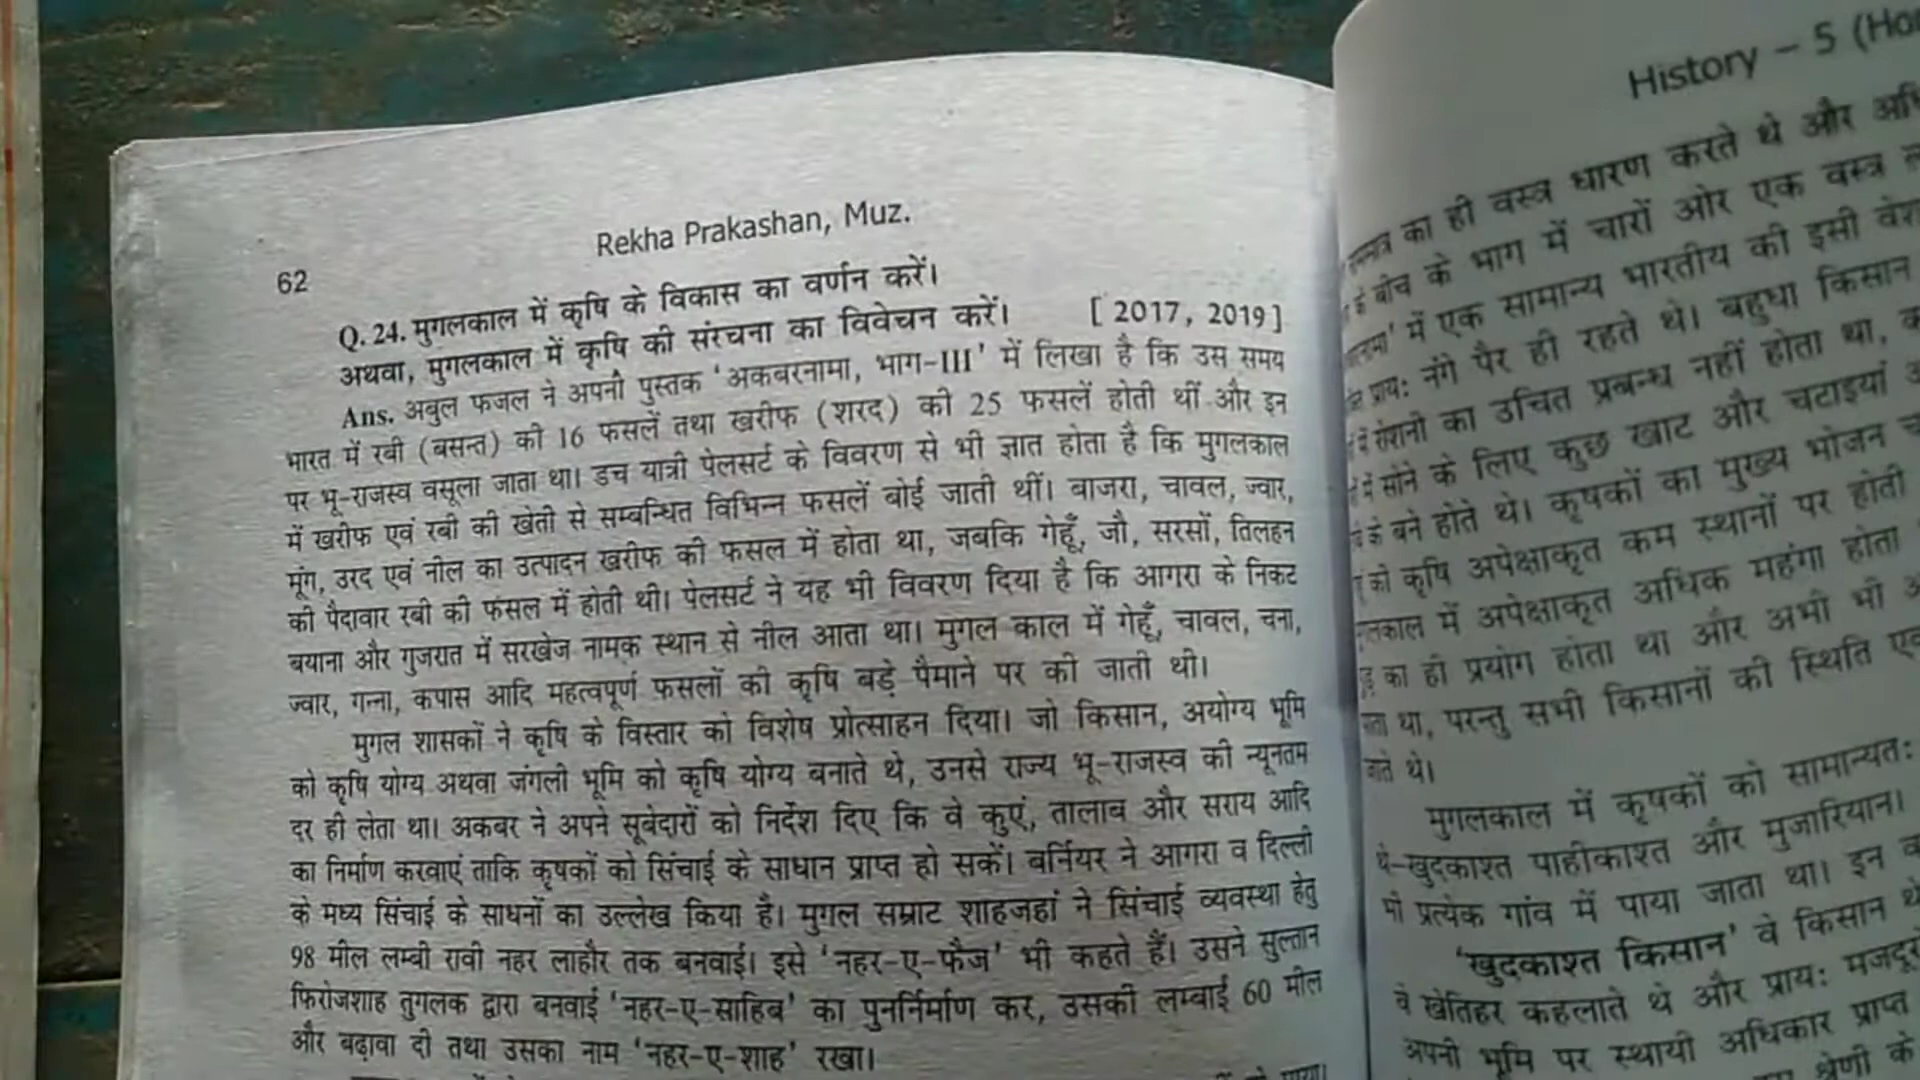 Rekha Prakashan, Muz.
62
Q. 24. मुगलकाल में कृषि के विकास का वर्णन करें।
अथवा, मुगलकाल में कृषि की संरचना का विवेचन करें। [ 2017, 2019]
Ans. अबुल फजल ने अपनी पुस्तक 'अकबरनामा, भाग-III' में लिखा है कि उस समय
भारत में रबी (बसन्त) की 16 फसलें तथा खरीफ (शरद) की 25 फसलें होती थीं और इन
पर भू-राजस्व वसूला जाता था। डच यात्री पेलसर्ट के विवरण से भी ज्ञात होता है कि मुगलकाल
में खरीफ एवं रबी की खेती से सम्बन्धित विभिन्न फसलें बोई जाती थीं। बाजरा, चावल, ज्वार,
मूंग, उरद एवं नील का उत्पादन खरीफ की फसल में होता था, जबकि गेहूँ, जौ, सरसों, तिलहन
की पैदावार रबी की फसल में होती थी। पेलसर्ट ने यह भी विवरण दिया है कि आगरा के निकट
बयाना और गुजरात में सरखेज नामक स्थान से नील आता था। मुगल काल में गेहूँ, चावल, चना,
ज्वार, गन्ना, कपास आदि महत्वपूर्ण फसलों की कृषि बड़े पैमाने पर की जाती थी।
मुगल शासकों ने कृषि के विस्तार को विशेष प्रोत्साहन दिया। जो किसान, अयोग्य भूमि
को कृषि योग्य अथवा जंगली भूमि को कृषि योग्य बनाते थे, उनसे राज्य भू-राजस्व की न्यूनतम
दर ही लेता था। अकबर ने अपने सूबेदारों को निर्देश दिए कि वे कुएं, तालाब और सराय आदि
का निर्माण करवाएं ताकि कृषकों को सिंचाई के साधान प्राप्त हो सकें। बर्नियर ने आगरा व दिल्ली
के मध्य सिंचाई के साधनों का उल्लेख किया है। मुगल सम्राट शाहजहां ने सिंचाई व्यवस्था हेतु
98 मील लम्बी रावी नहर लाहौर तक बनवाई। इसे 'नहर-ए-फैज' भी कहते हैं। उसने सुल्तान
फिरोजशाह तुगलक द्वारा बनवाई 'नहर-ए-साहिब' का पुनर्निर्माण कर, उसकी लम्बाई 60 मील
और बढ़ावा दी तथा उसका नाम 'नहर-ए-शाह' रखा।
History – 5
का ही वस्त्र धारण करते थे और
बीच के भाग में चारों ओर एक वस्त्र
में एक सामान्य भारतीय की इसी
प्राय: नंगे पैर ही रहते थे। बहुधा किसान
का उचित प्रबन्ध नहीं होता था,
में सोने के लिए कुछ खाट और चटाइयां
के बने होते थे। कृषकों का मुख्य भोजन
की कृषि अपेक्षाकृत कम स्थानों पर होती
में अपेक्षाकृत अधिक महंगा होता
का ही प्रयोग होता था और अभी भी
था, परन्तु सभी किसानों की स्थिति
थे।
मुगलकाल में कृषकों को सामान्यत:
थे-खुदकाश्त पाहीकाश्त और मुजारियान।
प्रत्येक गांव में पाया जाता था। इन
'खुदकाश्त किसान' वे किसान
वे खेतिहर कहलाते थे और प्राय:
अपनी भूमि पर स्थायी अधिकार प्राप्त
श्रेणी के